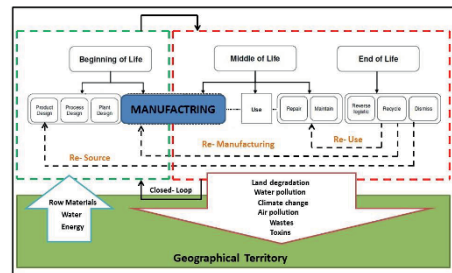 Beginning of Life
Middle of Life
End of Life
Product
Design
Process
Design
Plant
Design
MANUFACTRING
Use
Repair
Maintain
Reverse
logistic
Recycle
Dismiss
Re- Source
Re- Manufacturing
Re- Use
Closed- Loop
Row Materials
Water
Energy
Land degradation
Water pollution
Climate change
Air pollution
Wastes
Toxins
Geographical Territory